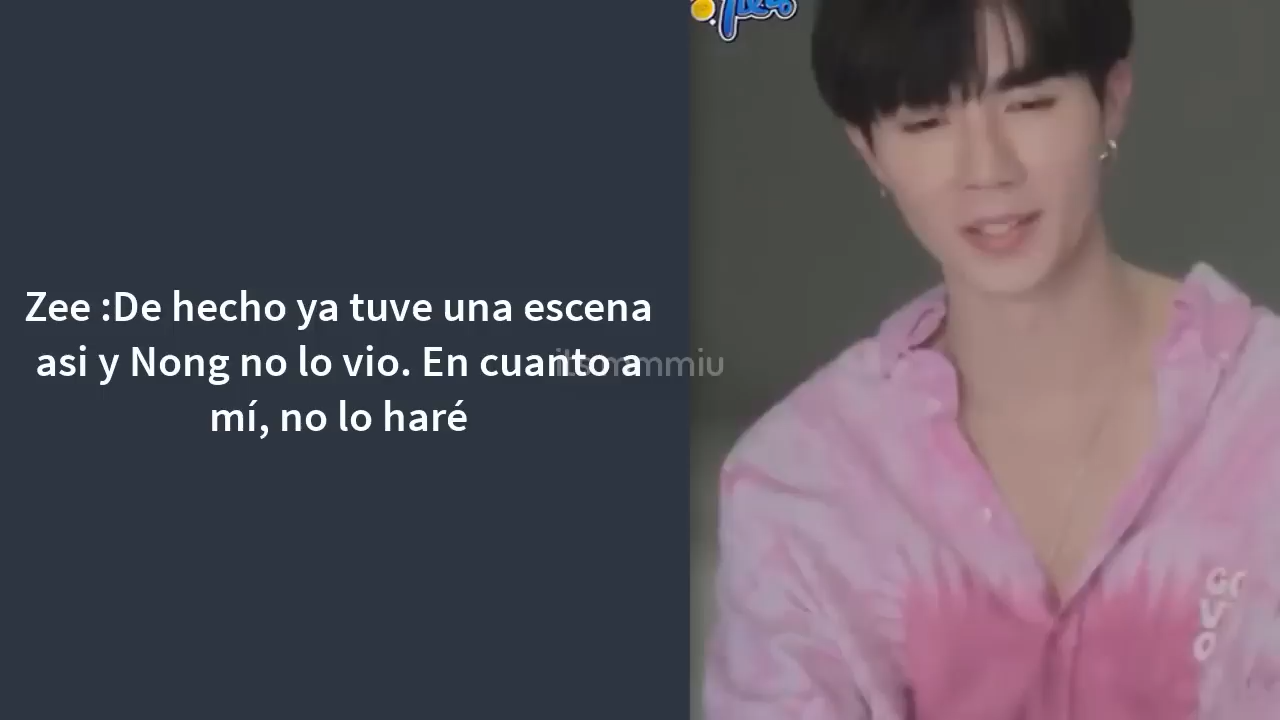 Zee :De hecho ya tuve una escena
asi y Nong no lo vio. En cuanto a
mí, no lo haré